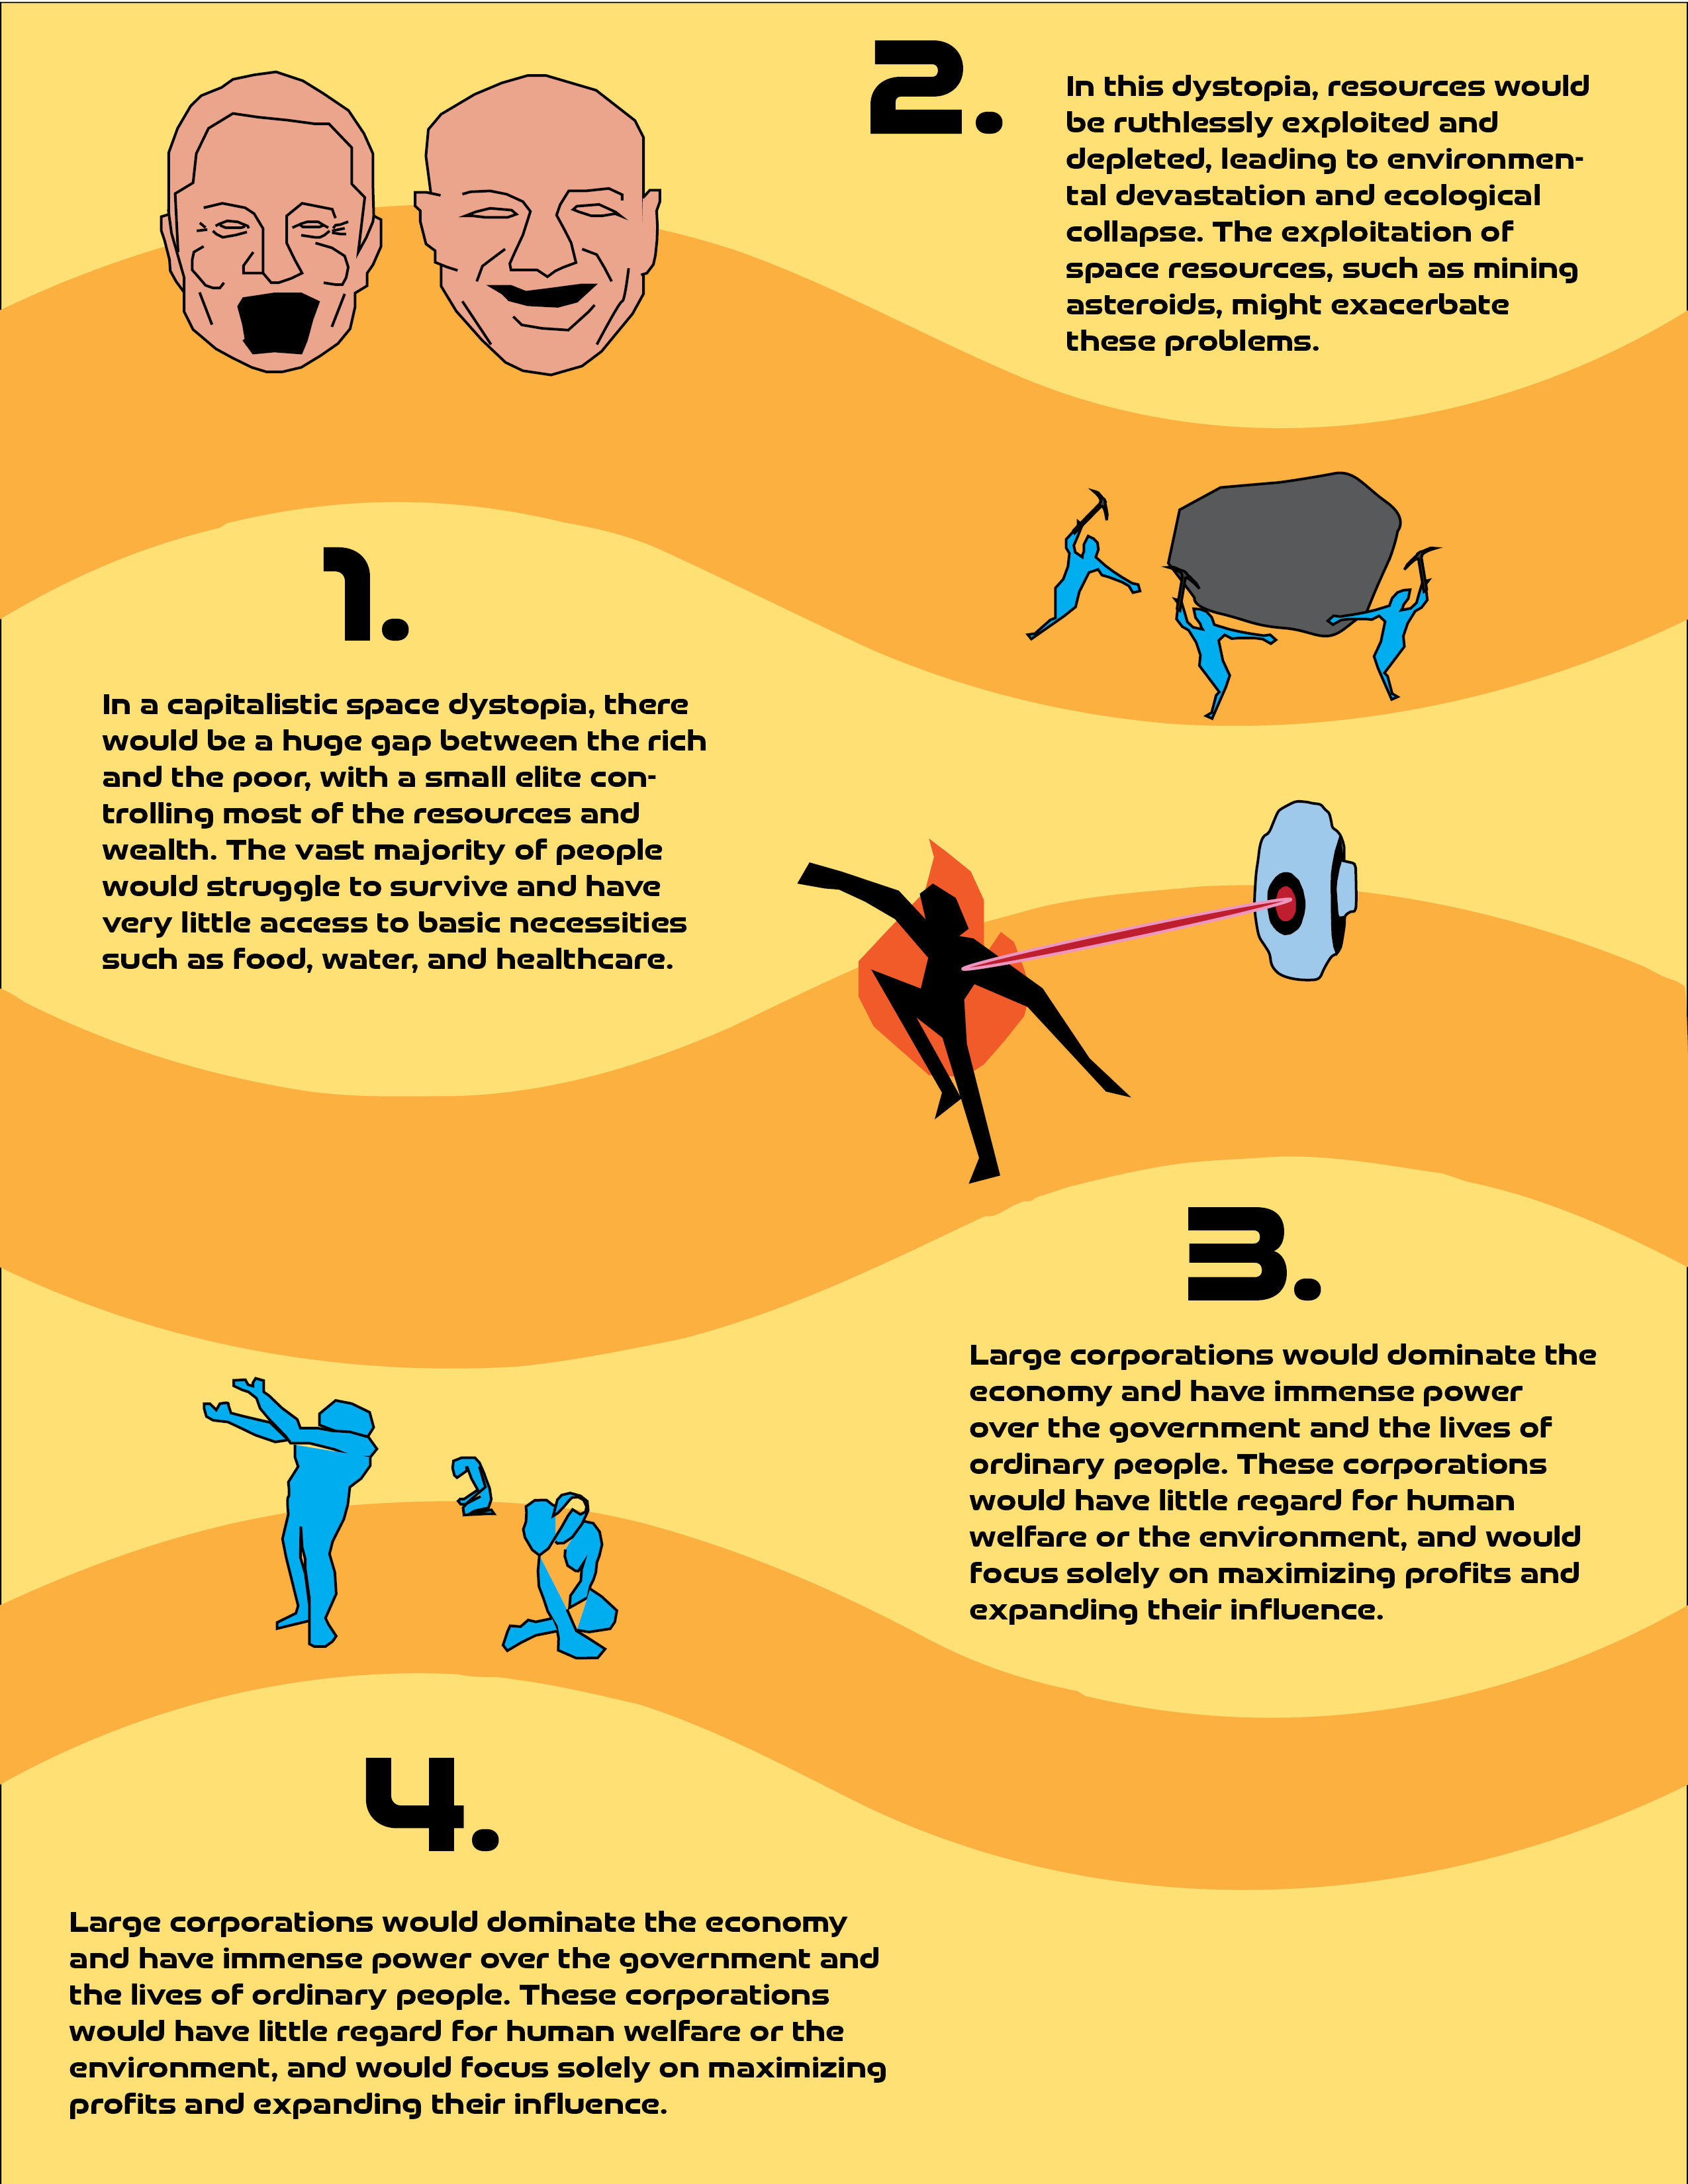 1.
In a capitalistic space dystopia, there
would be a huge gap between the rich
and the poor, with a small elite con-
trolling most of the resources and
wealth. The vast majority of people
would struggle to survive and have
very little access to basic necessities
such as food, water, and healthcare.
2.
In this dystopia, resources would
be ruthlessly exploited and
depleted, leading to environmen-
tal devastation and ecological
collapse. The exploitation of
space resources, such as mining
asteroids, might exacerbate
these problems.
3.
Large corporations would dominate the
economy and have immense power
over the government and the lives of
ordinary people. These corporations
would have little regard for human
welfare or the environment, and would
focus solely on maximizing profits and
expanding their influence.
4.
Large corporations would dominate the economy
and have immense power over the government and
the lives of ordinary people. These corporations
would have little regard for human welfare or the
environment, and would focus solely on maximizing
profits and expanding their influence.